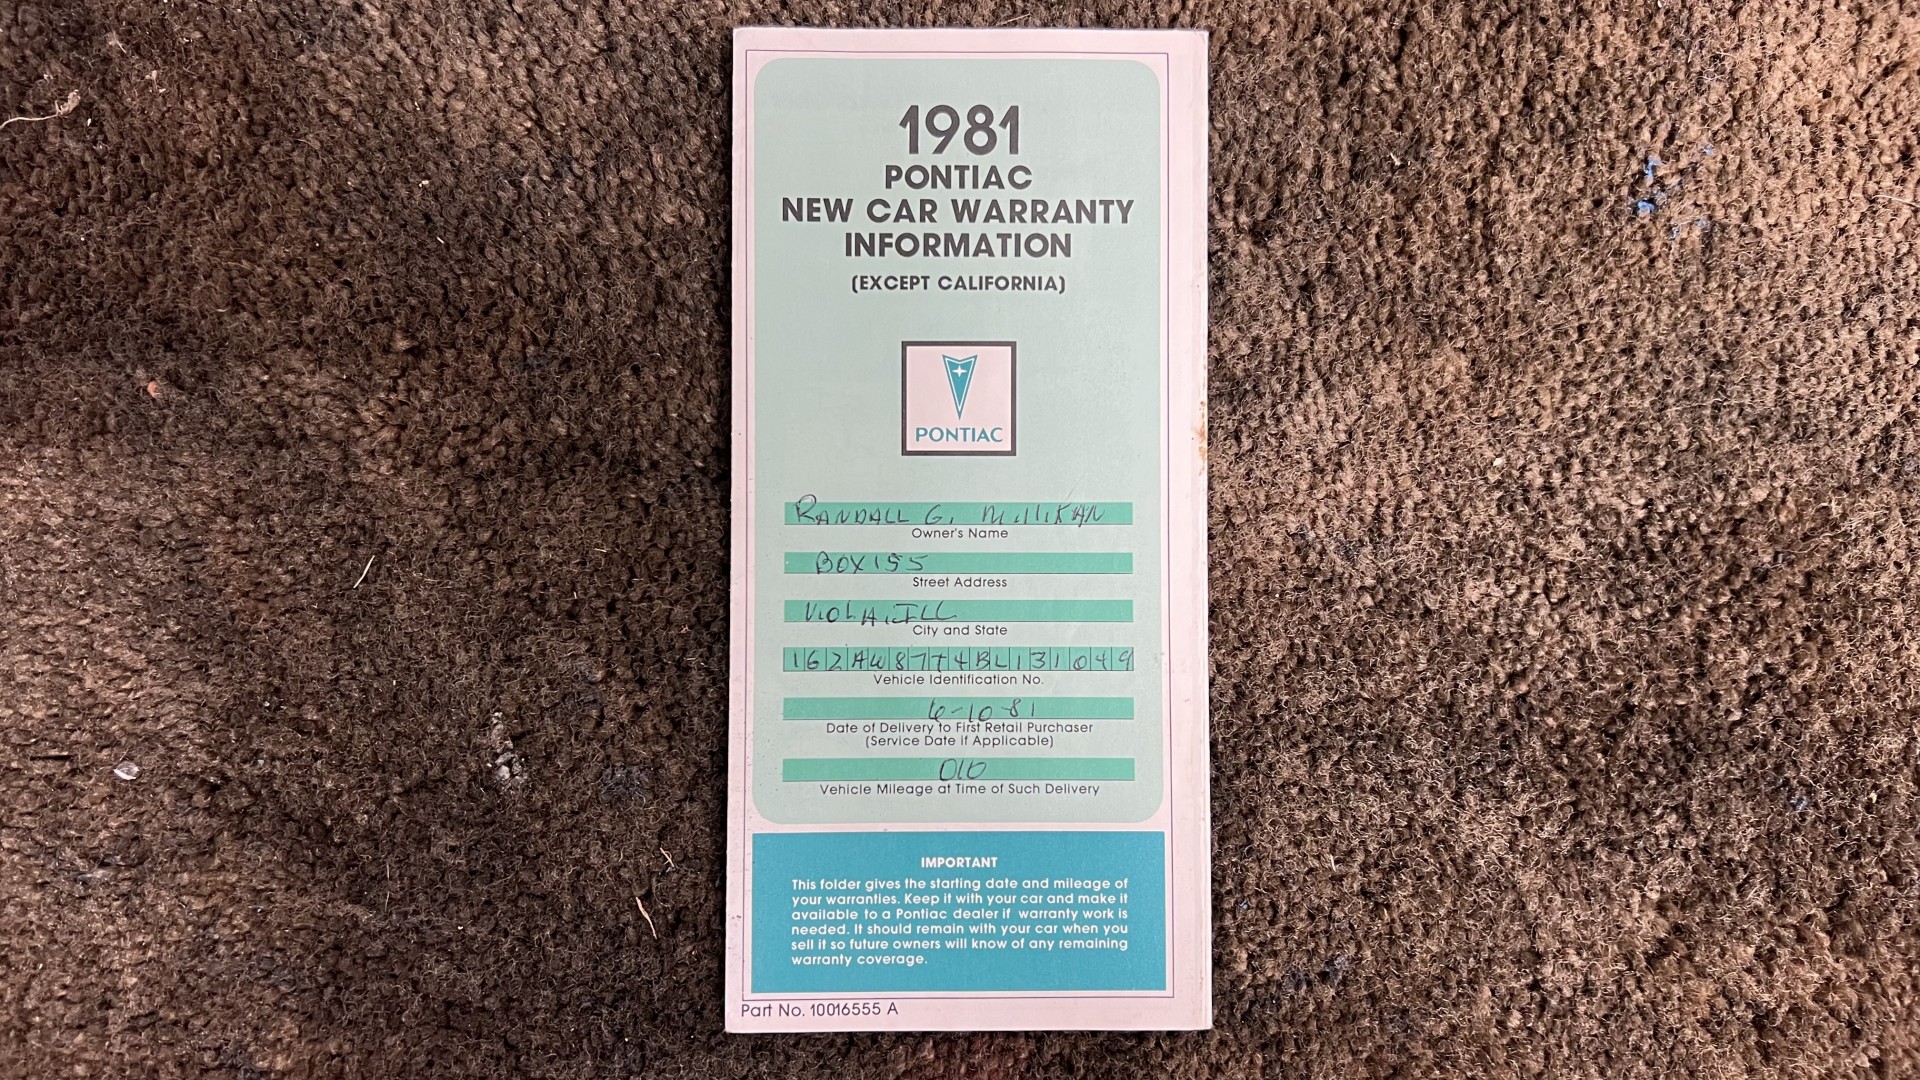 1981
PONTIAC
NEW CAR WARRANTY
INFORMATION
(EXCEPT CALIFORNIA)
PONTIAC
RANDALL G. MillIKAN
Owner's Name
BOX 155
Street Address
VIOLA, ILL
City and State
162AW87T4BL131049
Vehicle Identification No.
6-10-81
Date of Delivery to First Retail Purchaser
(Service Date if Applicable)
010
Vehicle Mileage at Time of Such Delivery
IMPORTANT
This folder gives the starting date and mileage of
your warranties. Keep it with your car and make it
available to a Pontiac dealer if warranty work is
needed. It should remain with your car when you
sell it so future owners will know of any remaining
warranty coverage.
Part No. 10016555 A